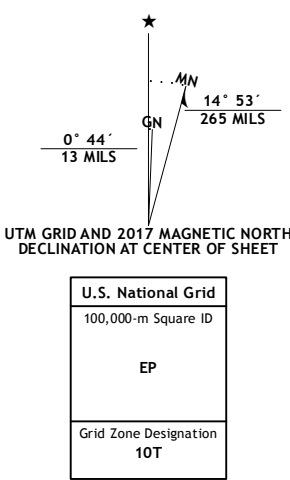 ★
MN
14° 53´
265 MILS
GN
0° 44´
13 MILS
UTM GRID AND 2017 MAGNETIC NORTH
DECLINATION AT CENTER OF SHEET
U.S. National Grid
100,000-m Square ID
EP
Grid Zone Designation
10T